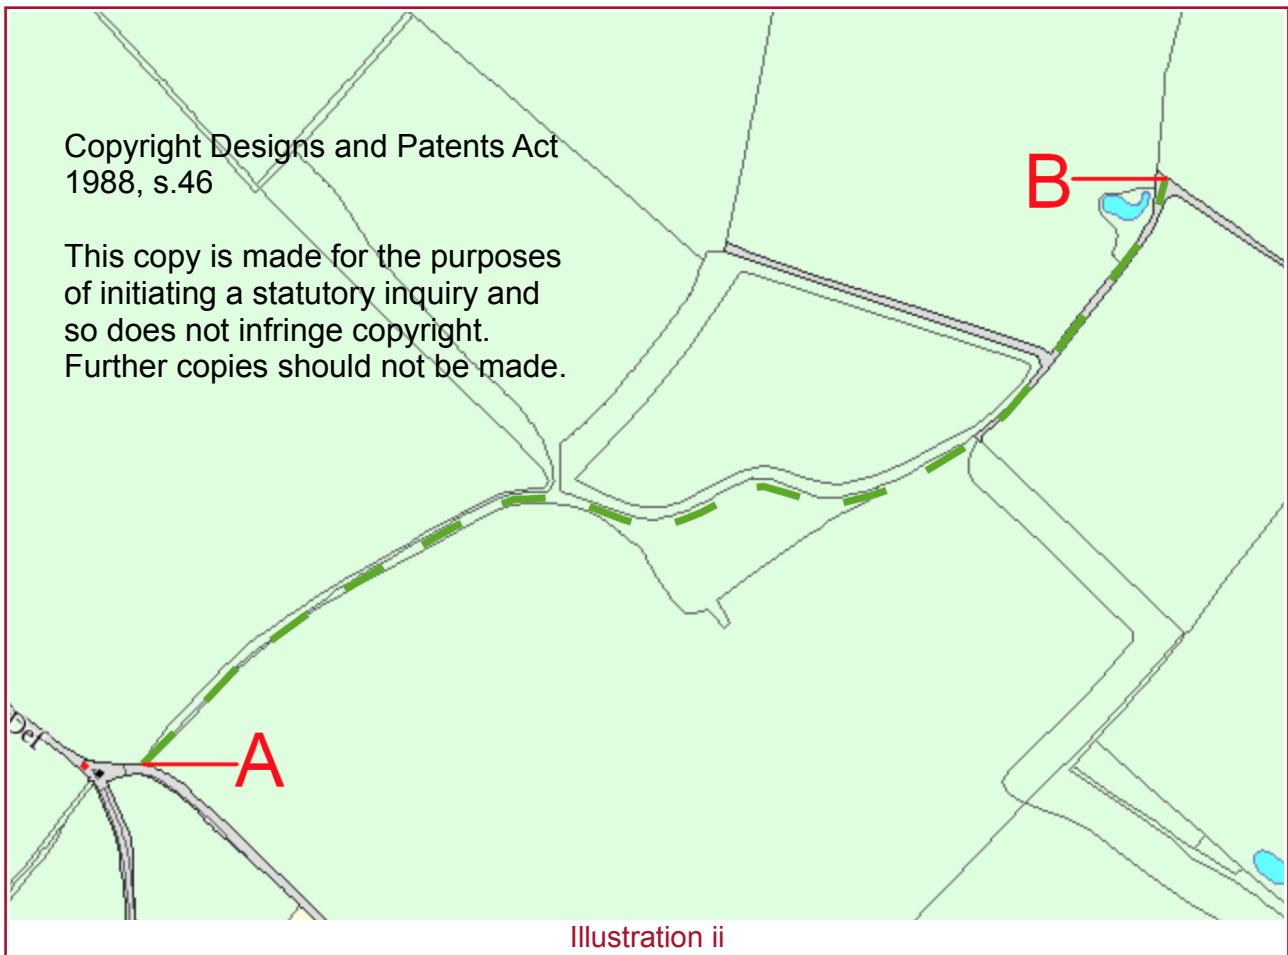 Copyright Designs and Patents Act
1988, s.46
This copy is made for the purposes
of initiating a statutory inquiry and
so does not infringe copyright.
Further copies should not be made.
B
Def
A
Illustration ii